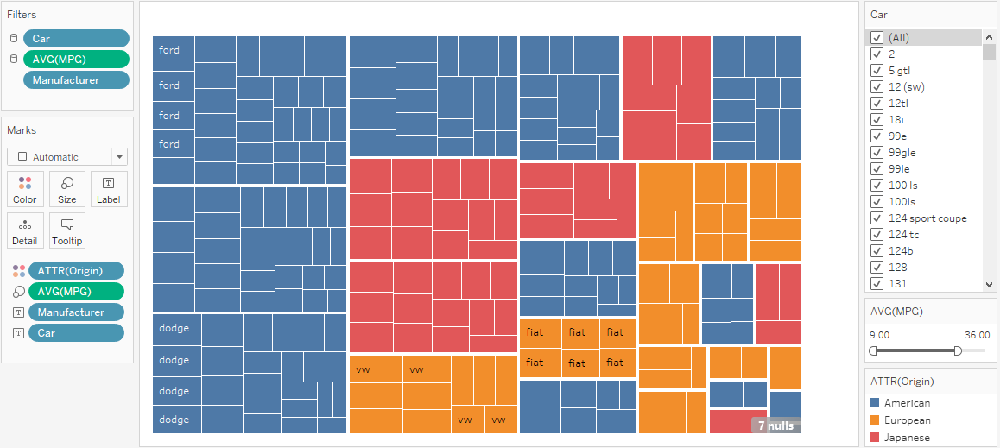 Filters
Car
AVG(MPG)
Manufacturer
Marks
Automatic
Color
Size
Label
Detail
Tooltip
ATTR(Origin)
AVG(MPG)
Manufacturer
Car
ford
ford
ford
ford
dodge
dodge
dodge
dodge
vw
vw
vw
vw
fiat
fiat
fiat
fiat
fiat
fiat
7 nulls
Car
(All)
2
5 gtl
12 (sw)
12tl
18i
99e
99gle
99le
100 ls
100ls
124 sport coupe
124 tc
124b
128
131
AVG(MPG)
9.00 36.00
ATTR(Origin)
American
European
Japanese